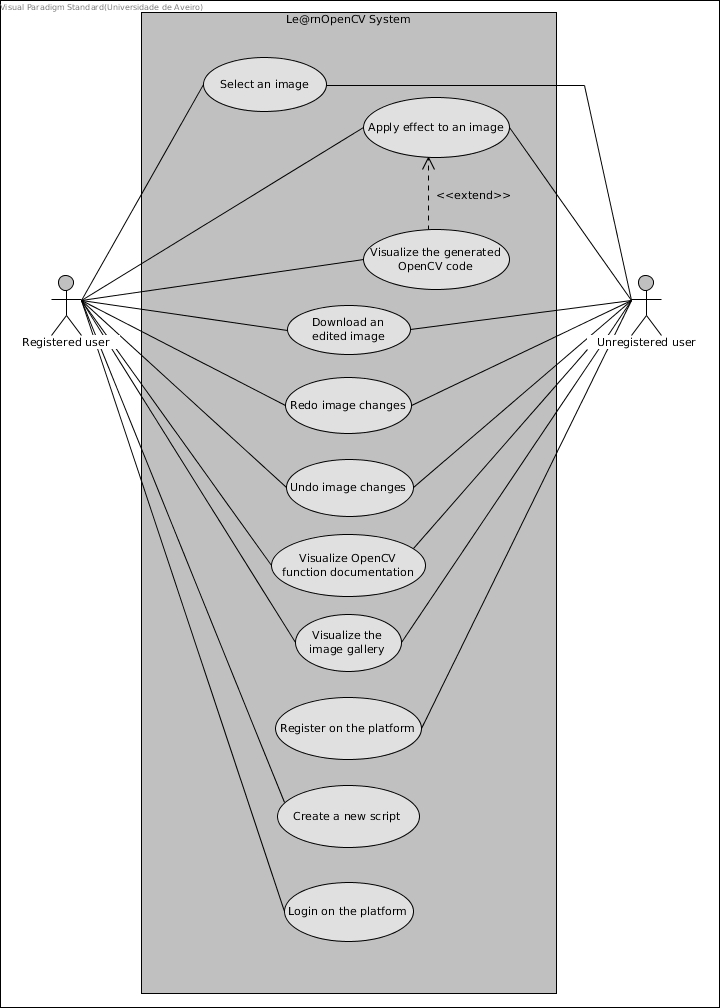 Visual Paradigm Standard(Universidade de Aveiro)
Le@rnOpenCV System
Select an image
Apply effect to an image
<<extend>>
Visualize the generated
OpenCV code
Download an
edited image
Registered user
Unregistered user
Redo image changes
Undo image changes
Visualize OpenCV
function documentation
Visualize the
image gallery
Register on the platform
Create a new script
Login on the platform